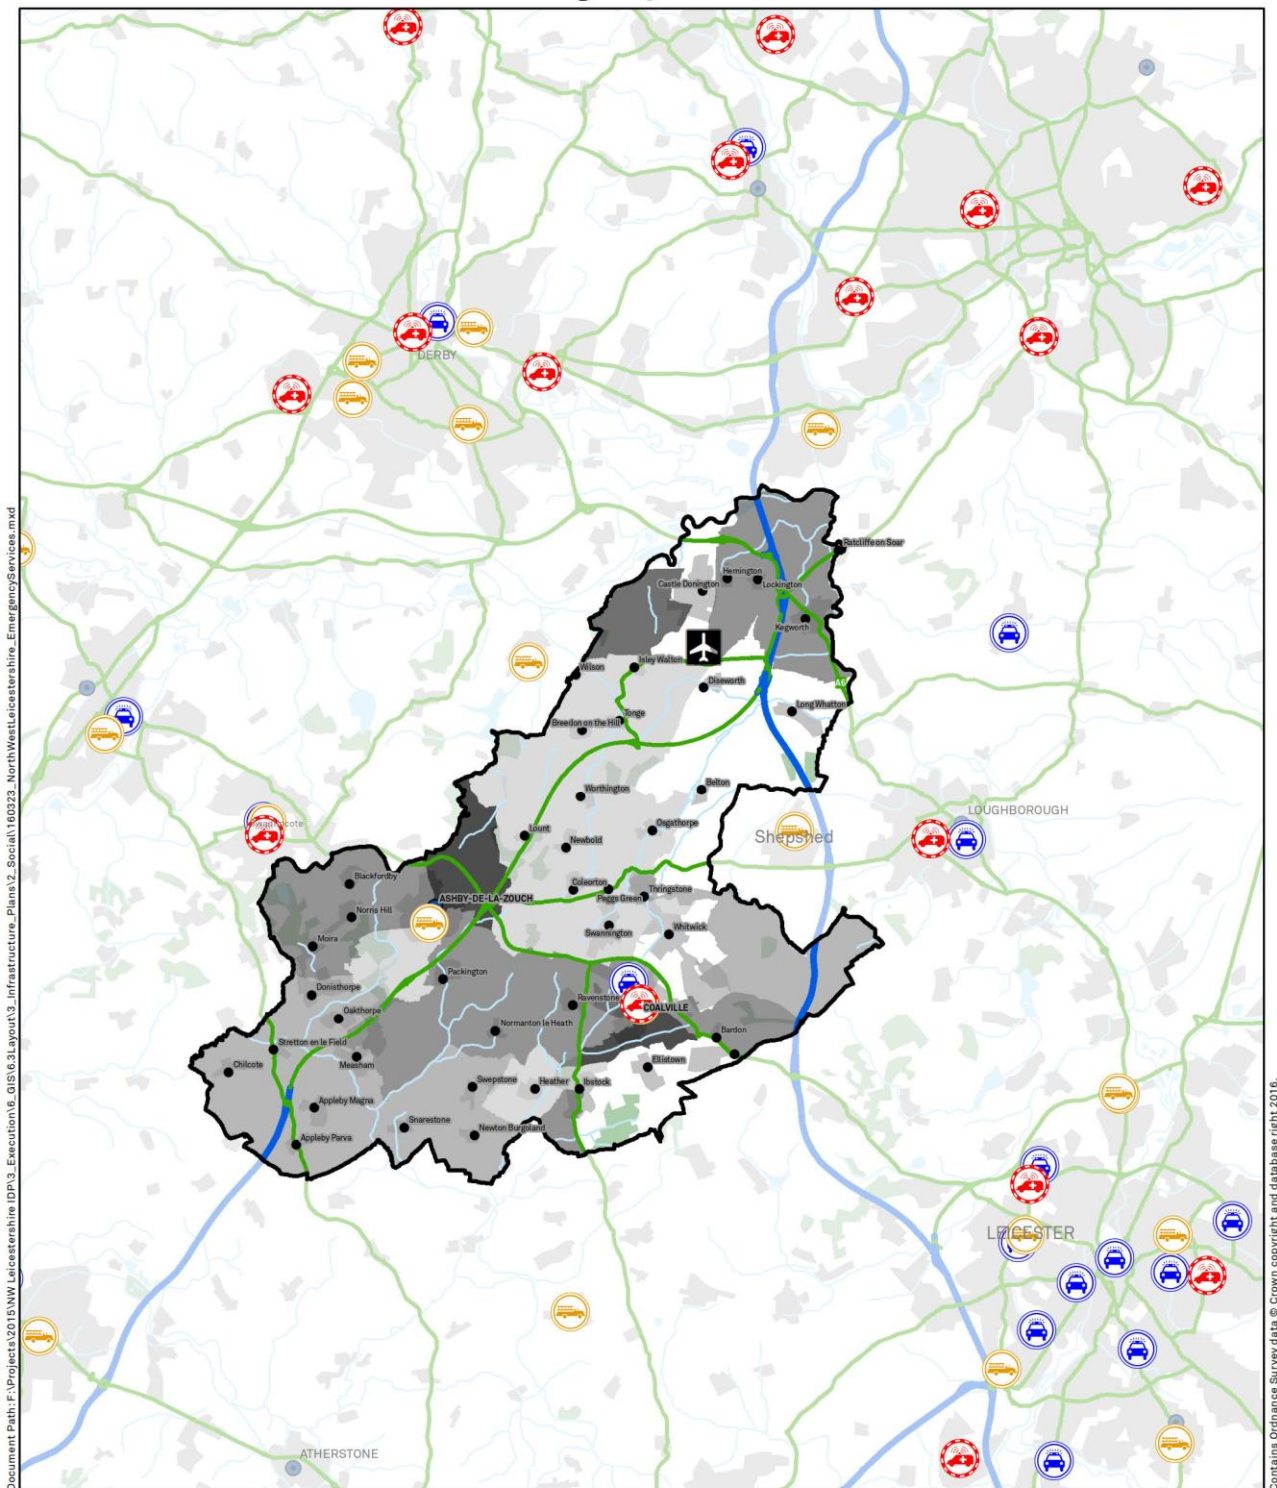 DERBY
Ratcliffe on Soar
Hemington
Castle Donington
Lockington
Kegworth
Isley Walton
Wilson
A6
Diseworth
Long Whatton
Tonge
Breedon on the Hill
Belton
Worthington
LOUGHBOROUGH
Osgathorpe
Lount
Shepshed
Newbold
Blackfordby
Coleorton
Thringstone
ASHBY-DE-LA-ZOUCH
Peggs Green
Norris Hill
Swannington
Whitwick
Moira
Packington
Donisthorpe
Ravenstone
COALVILLE
Oakthorpe
Normanton le Heath
Bardon
Stretton en le Field
Measham
Ellistown
Chilcote
Swepstone
Heather
Ibstock
Appleby Magna
Snarestone
Newton Burgoland
Appleby Parva
LEICESTER
ATHERSTONE
Document Path: F:\Projects\2015\NW Leicestershire IDP\3_Execution\6_GIS\6.3Layout\3_Infrastructure_Plans\2_Social\160323_NorthWestLeicestershire_EmergencyServices.mxd
Contains Ordnance Survey data © Crown copyright and database right 2016.